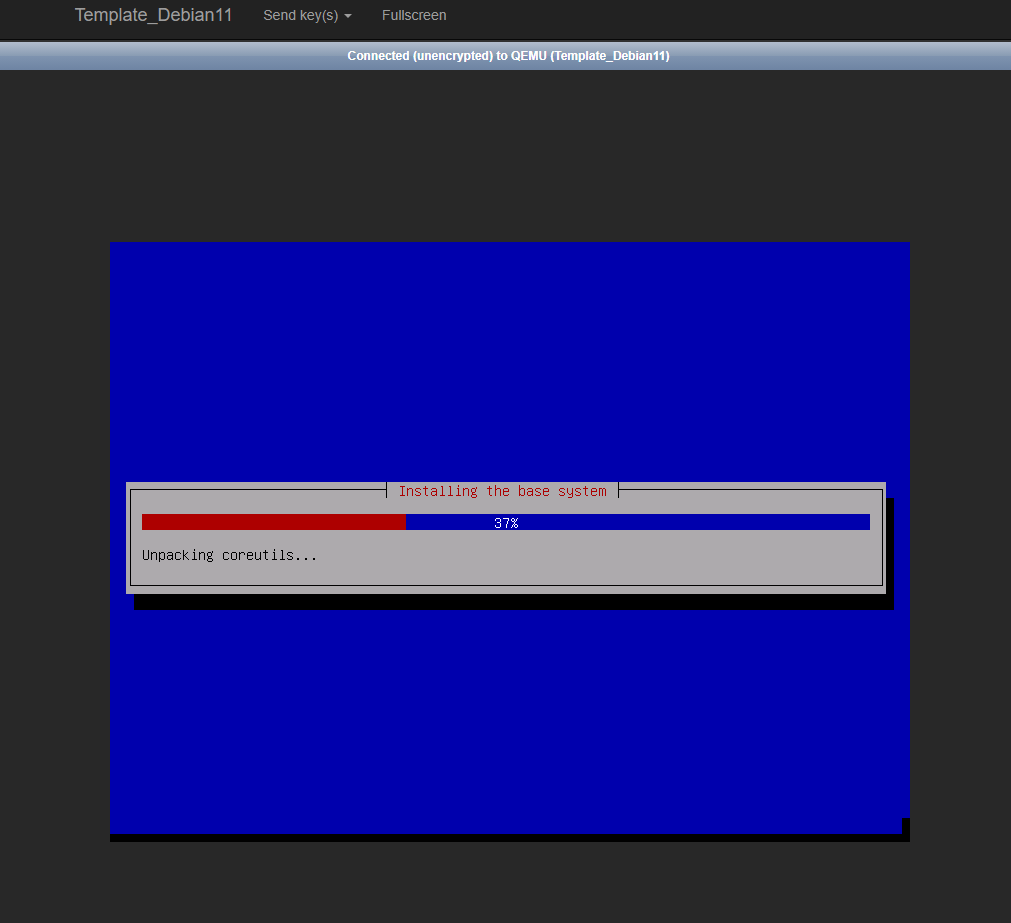 Template_Debian11 Send key(s) Fullscreen
Connected (unencrypted) to QEMU (Template_Debian11)
Installing the base system
37%
Unpacking coreutils...